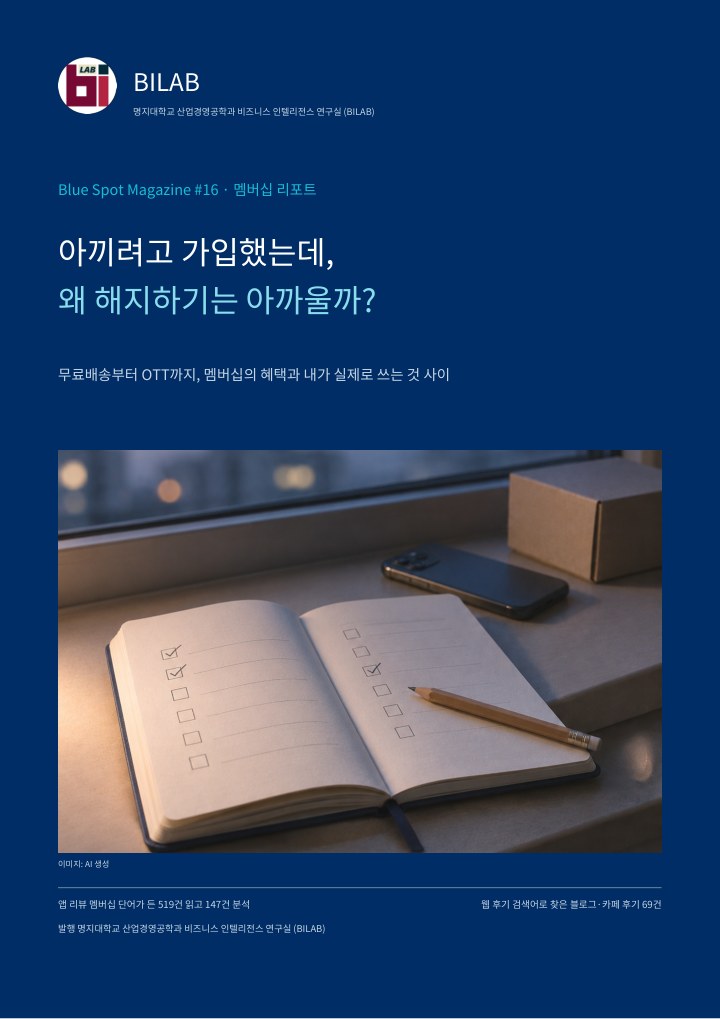 LAB
bi
BILAB
명지대학교 산업경영공학과 비즈니스 인텔리전스 연구실 (BILAB)
Blue Spot Magazine #16 · 멤버십 리포트
아끼려고 가입했는데,
왜 해지하기는 아까울까?
무료배송부터 OTT까지, 멤버십의 혜택과 내가 실제로 쓰는 것 사이
이미지: AI 생성
앱 리뷰 멤버십 단어가 든 519건 읽고 147건 분석
웹 후기 검색어로 찾은 블로그·카페 후기 69건
발행 명지대학교 산업경영공학과 비즈니스 인텔리전스 연구실 (BILAB)